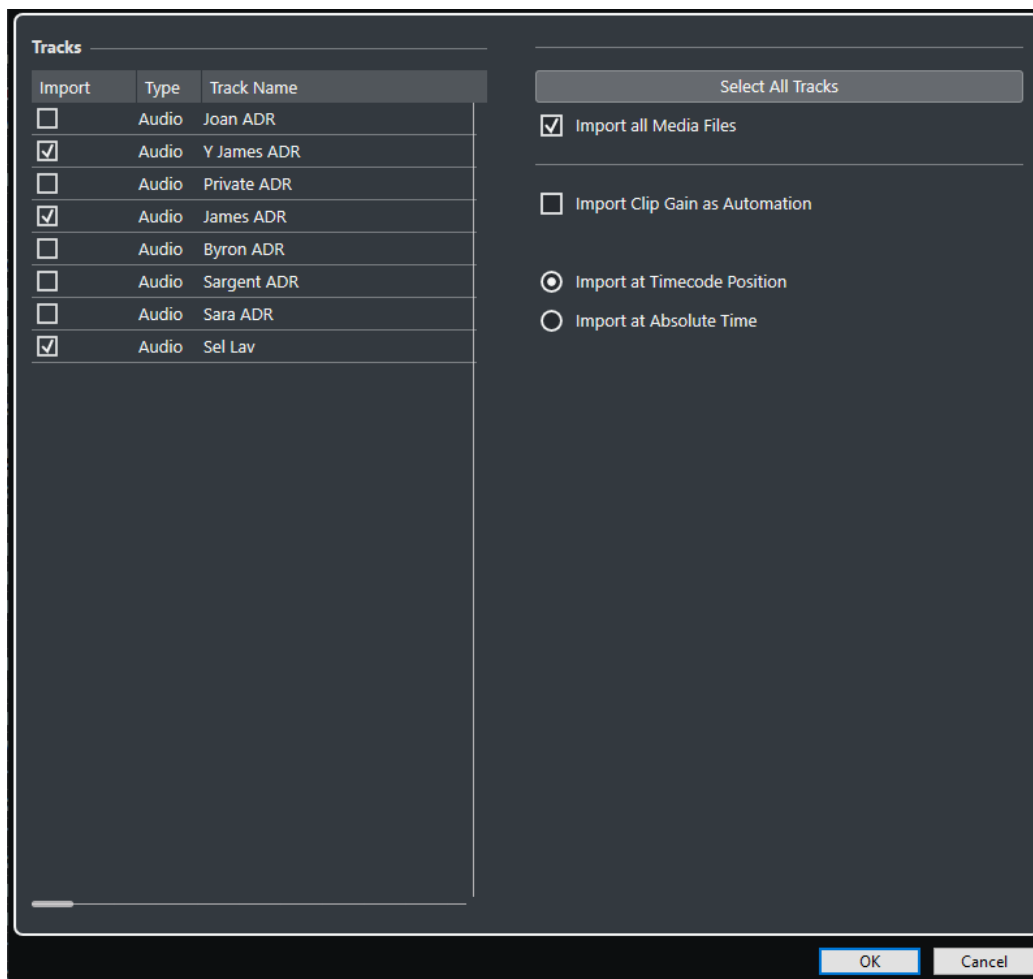 Tracks
Import Type Track Name
Audio Joan ADR
Audio Y James ADR
Audio Private ADR
Audio James ADR
Audio Byron ADR
Audio Sargent ADR
Audio Sara ADR
Audio Sel Lav
Select All Tracks
Import all Media Files
Import Clip Gain as Automation
Import at Timecode Position
Import at Absolute Time
OK Cancel